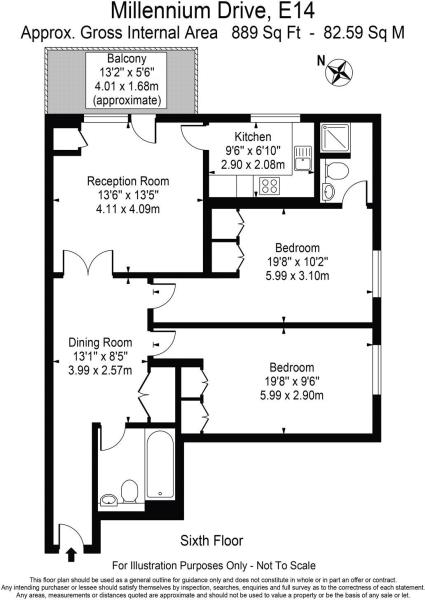 Millennium Drive, E14
Approx. Gross Internal Area 889 Sq Ft - 82.59 Sq M
Balcony
13'2" x 5'6"
4.01 x 1.68m
(approximate)
N
Kitchen
9'6" x 6'10"
2.90 x 2.08m
Reception Room
13'6" x 13'5"
4.11 x 4.09m
Bedroom
19'8" x 10'2"
5.99 x 3.10m
Dining Room
13'1" x 8'5"
3.99 x 2.57m
Bedroom
19'8" x 9'6"
5.99 x 2.90m
Sixth Floor
For Illustration Purposes Only - Not To Scale
This floor plan should be used as a general outline for guidance only and does not constitute in whole or in part an offer or contract.
Any intending purchaser or lessee should satisfy themselves by inspection, searches, enquiries and full survey as to the correctness of each statement.
Any areas, measurements or distances quoted are approximate and should not be used to value a property or be the basis of any sale or let.